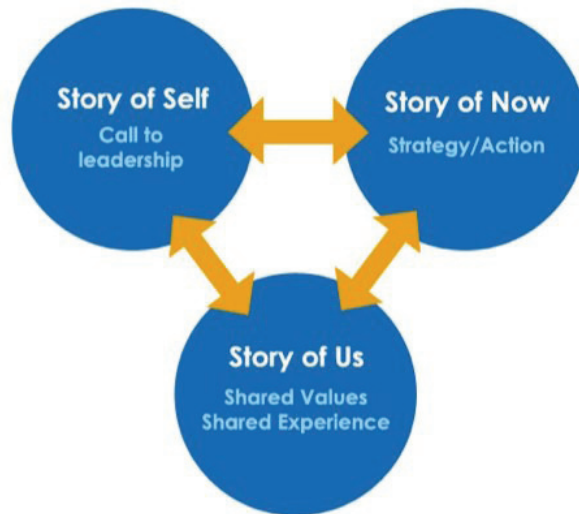 Story of Self
Call to
leadership
Story of Now
Strategy/Action
Story of Us
Shared Values
Shared Experience